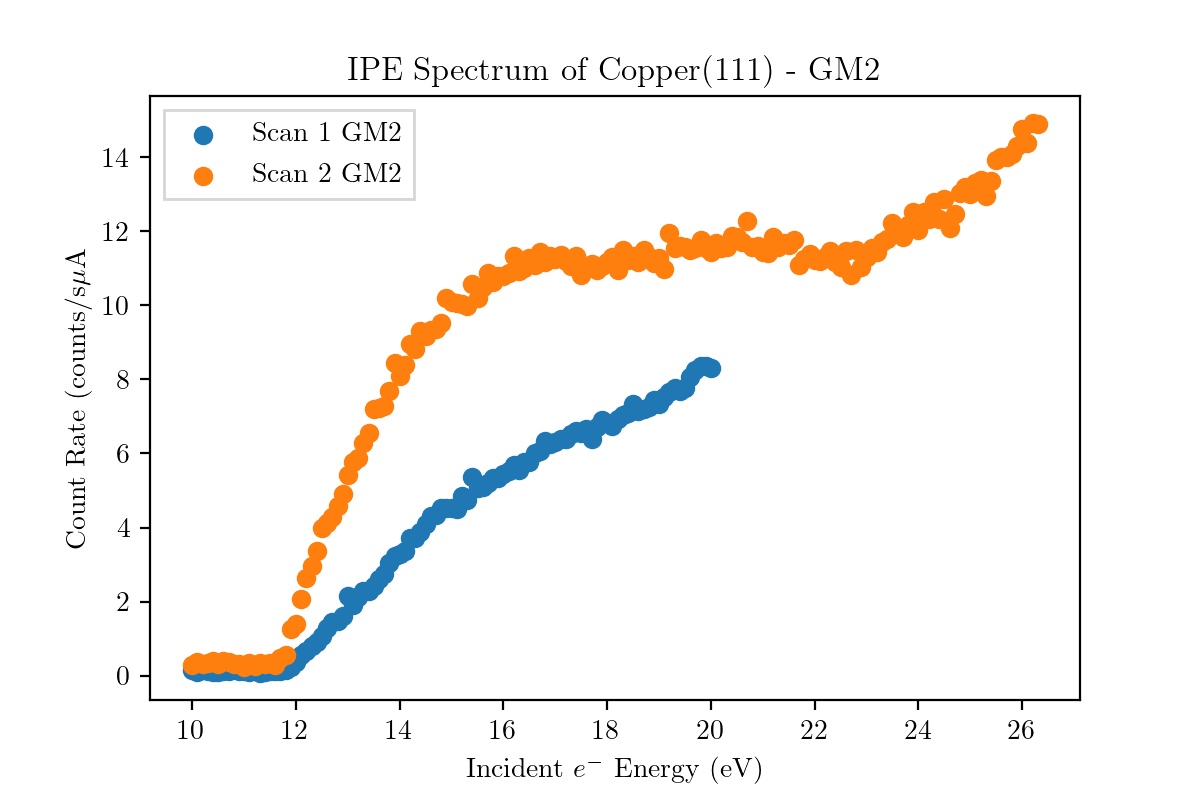 IPE Spectrum of Copper(111) - GM2
Scan 1 GM2
Scan 2 GM2
14
12
10
8
6
4
2
0
Count Rate (counts/sμA)
10 12 14 16 18 20 22 24 26
Incident e⁻ Energy (eV)